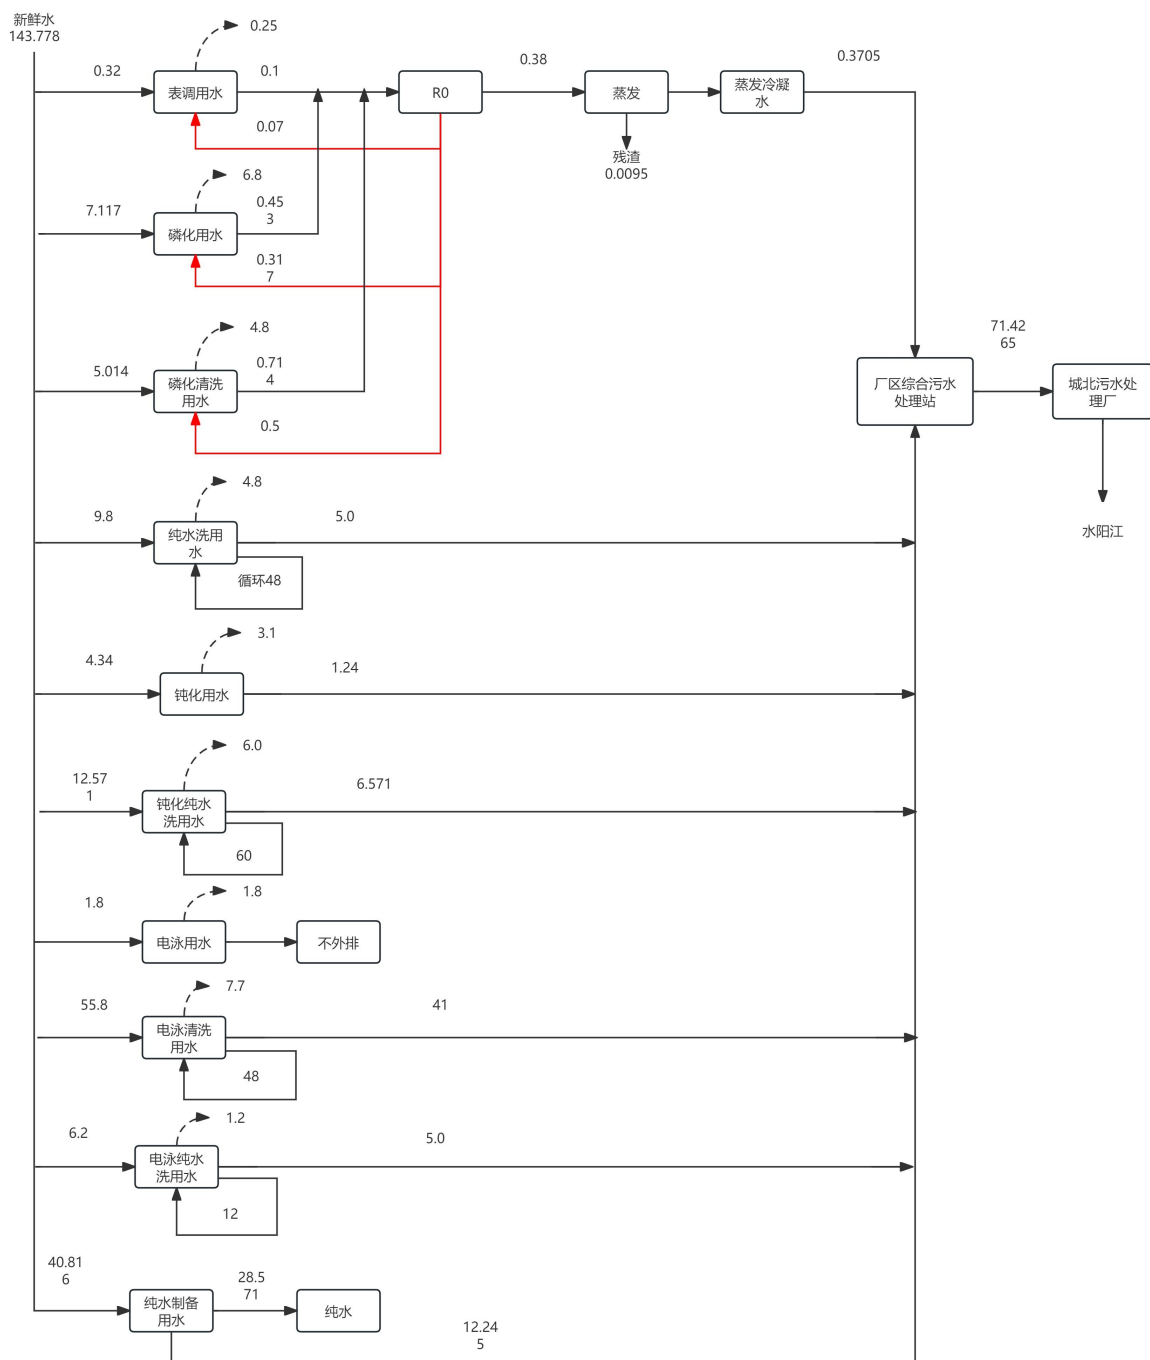 新鲜水
143.778
0.25
0.32
表调用水
0.1
R0
0.38
蒸发
蒸发冷凝
水
0.3705
0.07
残渣
0.0095
6.8
7.117
磷化用水
0.45
3
0.31
7
4.8
5.014
磷化清洗
用水
0.71
4
0.5
厂区综合污水
处理站
71.42
65
城北污水处
理厂
水阳江
4.8
9.8
纯水洗用
水
5.0
循环48
3.1
4.34
钝化用水
1.24
6.0
12.57
1
钝化纯水
洗用水
6.571
60
1.8
1.8
电泳用水
不外排
7.7
55.8
电泳清洗
用水
41
48
1.2
6.2
电泳纯水
洗用水
5.0
12
40.81
6
纯水制备
用水
28.5
71
纯水
12.24
5